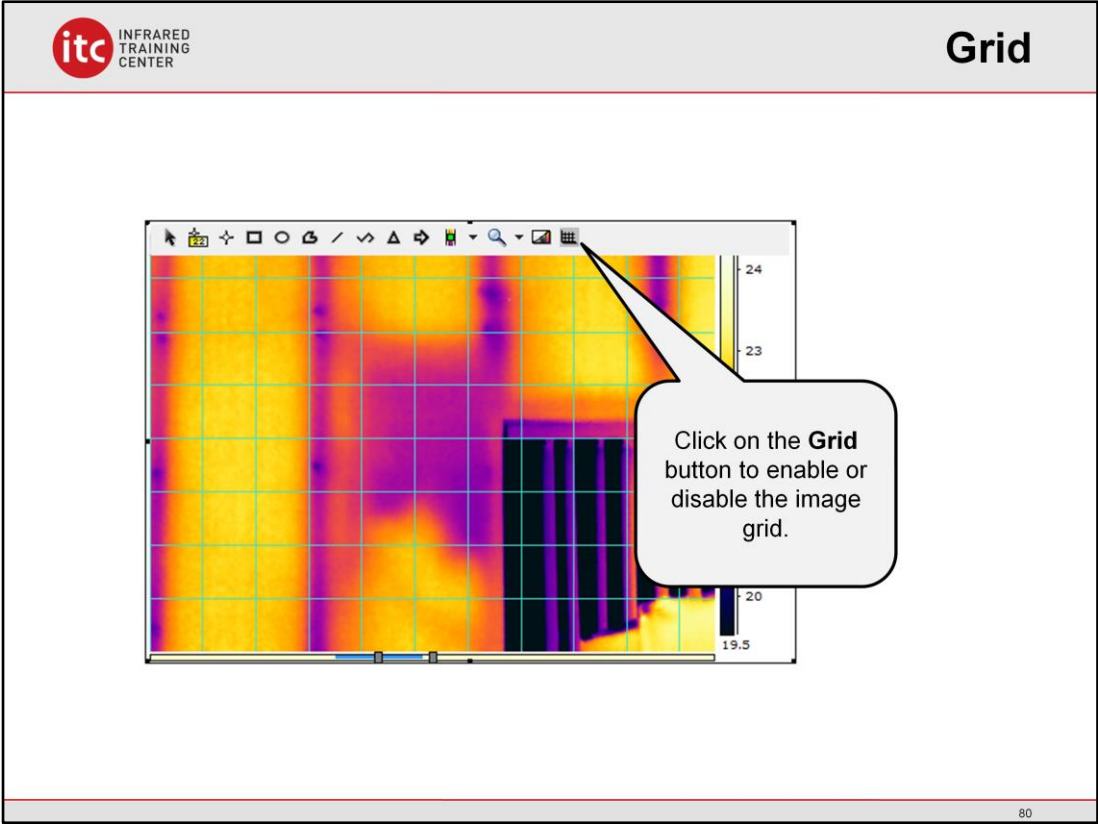 itc
INFRARED
TRAINING
CENTER
Grid
22
24
23
Click on the Grid
button to enable or
disable the image
grid.
20
19.5
80